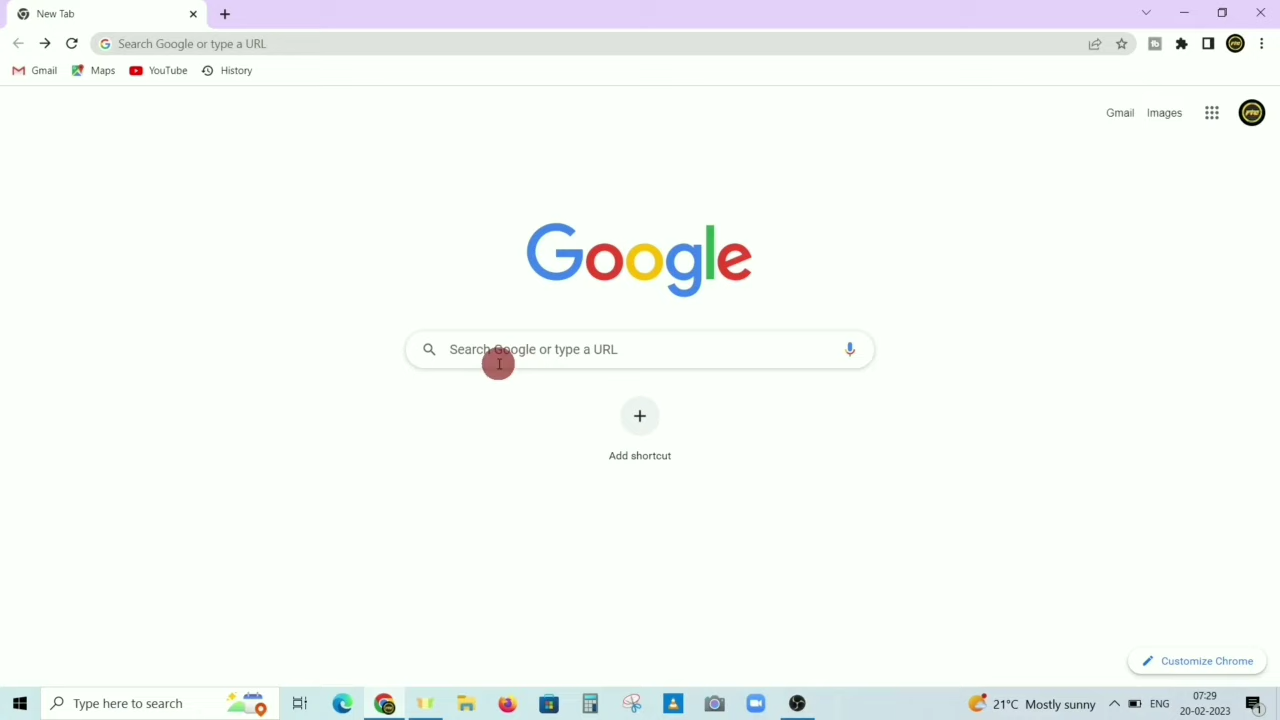 New Tab
Search Google or type a URL
Gmail Maps YouTube History
Gmail Images
Google
Search Google or type a URL
Add shortcut
Customize Chrome
Type here to search
21°C Mostly sunny ENG
07:29
20-02-2023
1